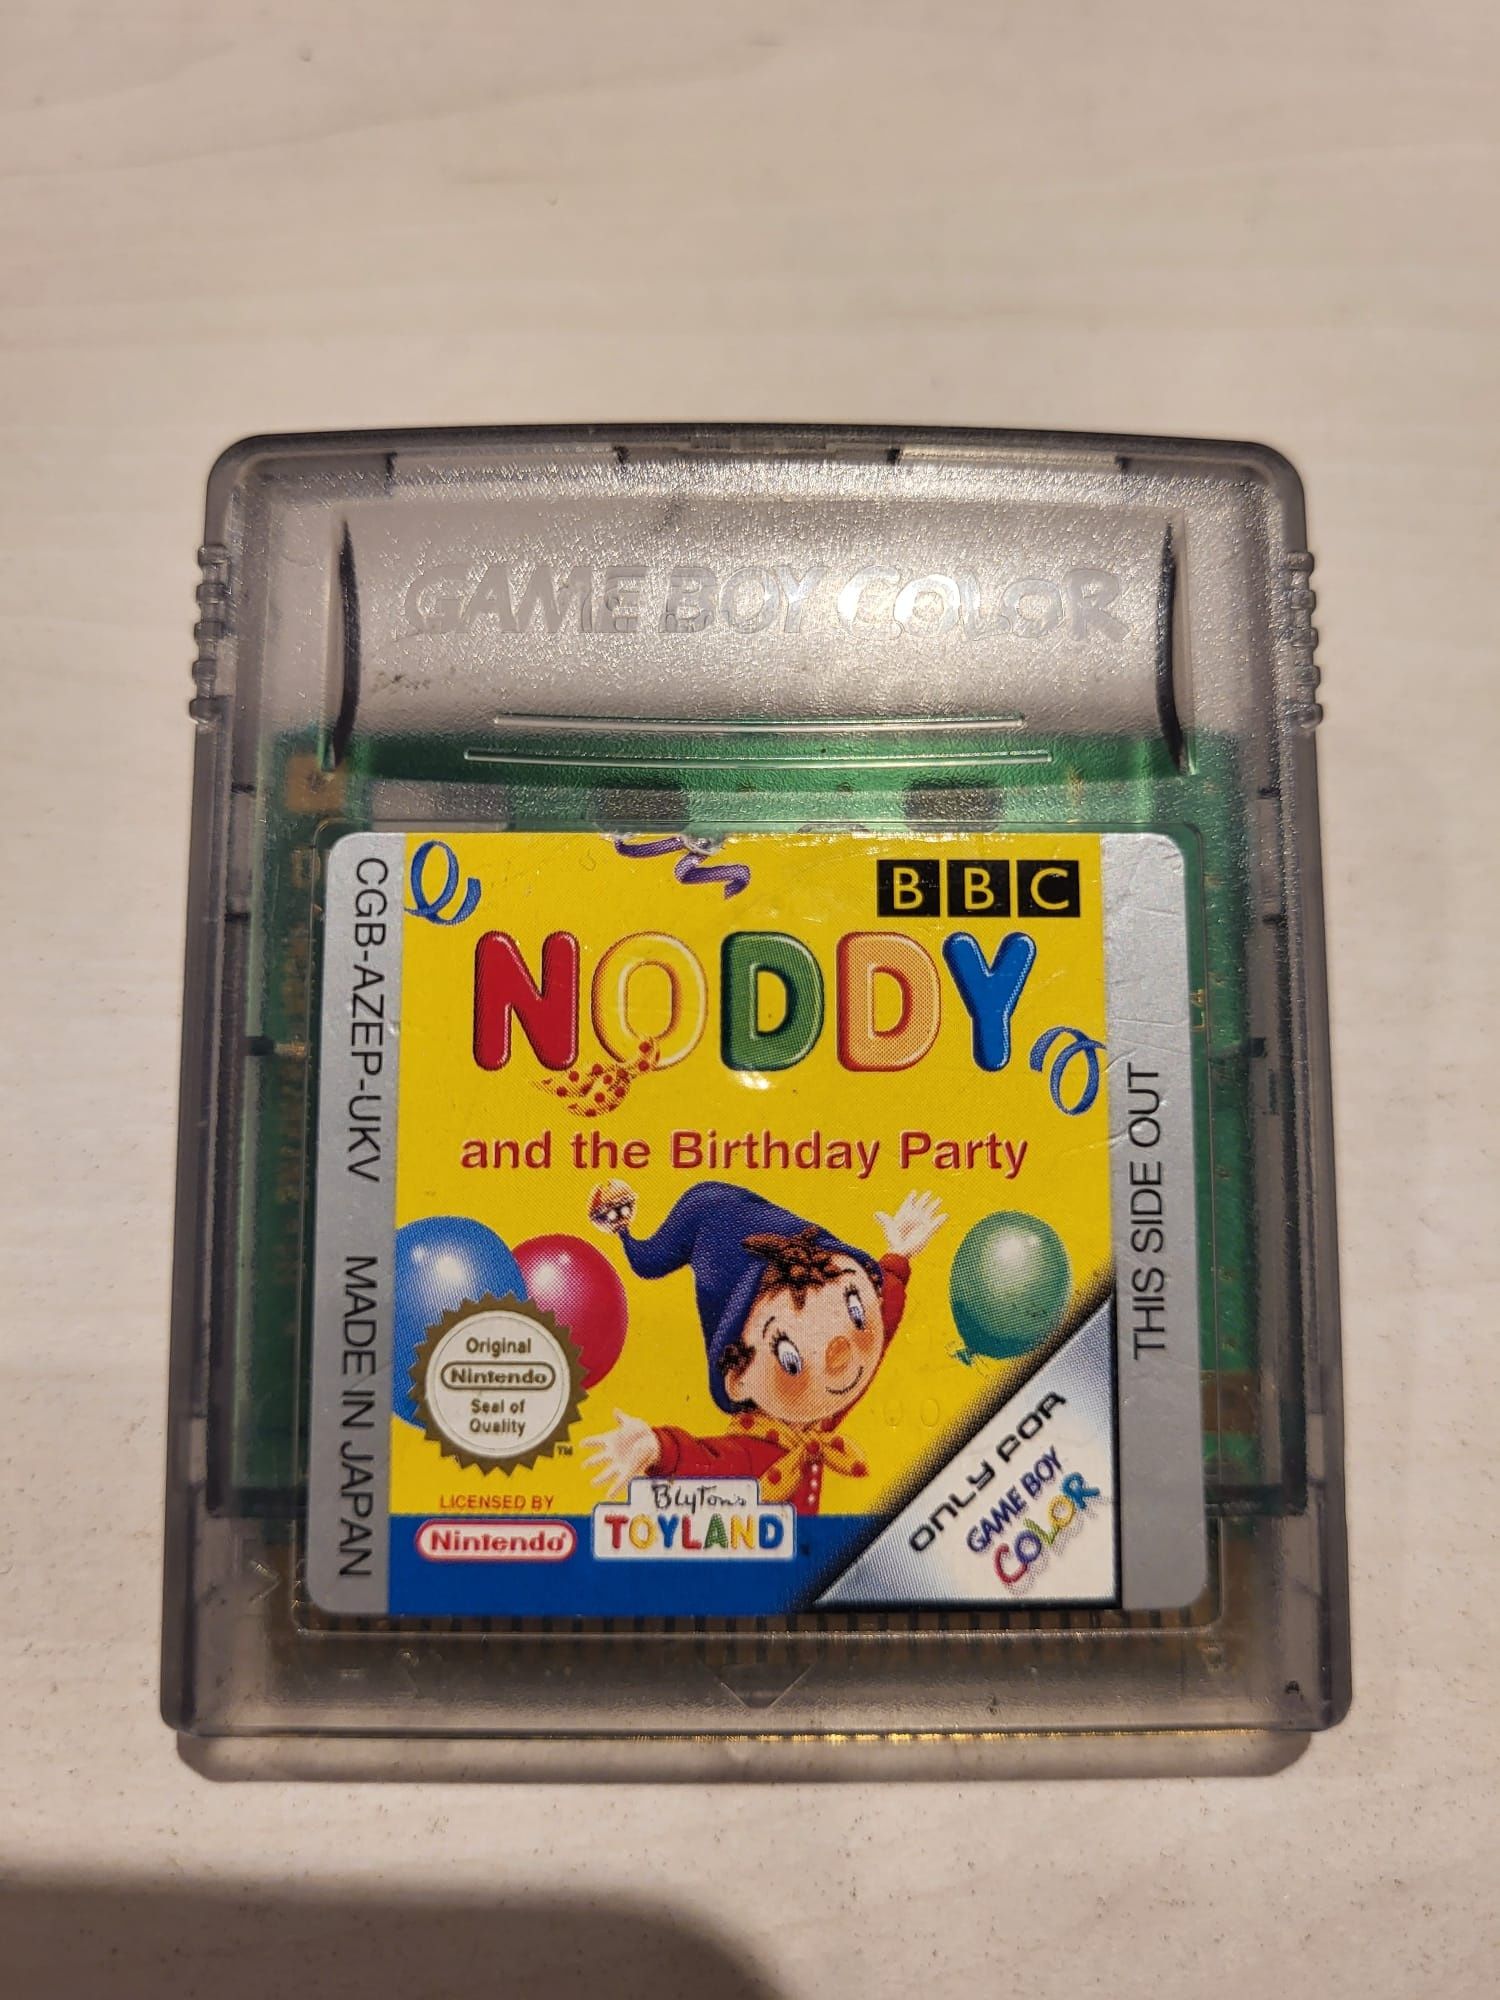 GAME BOY COLOR
BBC
NODDY
and the Birthday Party
CGB-AZEP-UKV MADE IN JAPAN
THIS SIDE OUT
Original
Nintendo
Seal of
Quality
TM
LICENSED BY
Nintendo
Blyton's
TOYLAND
ONLY FOR
GAME BOY
COLOR